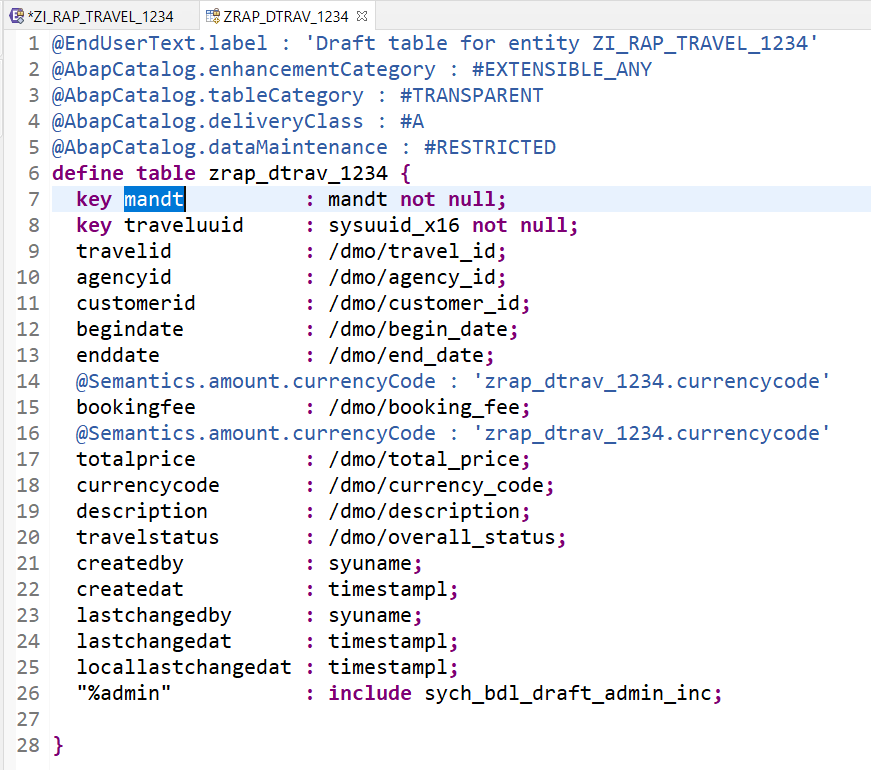 *ZI_RAP_TRAVEL_1234 ZRAP_DTRAV_1234
1 @EndUserText.label : 'Draft table for entity ZI_RAP_TRAVEL_1234'
2 @AbapCatalog.enhancementCategory : #EXTENSIBLE_ANY
3 @AbapCatalog.tableCategory : #TRANSPARENT
4 @AbapCatalog.deliveryClass : #A
5 @AbapCatalog.dataMaintenance : #RESTRICTED
6 define table zrap_dtrav_1234 {
7 key mandt : mandt not null;
8 key traveluuid : sysuuid_x16 not null;
9 travelid : /dmo/travel_id;
10 agencyid : /dmo/agency_id;
11 customerid : /dmo/customer_id;
12 begindate : /dmo/begin_date;
13 enddate : /dmo/end_date;
14 @Semantics.amount.currencyCode : 'zrap_dtrav_1234.currencycode'
15 bookingfee : /dmo/booking_fee;
16 @Semantics.amount.currencyCode : 'zrap_dtrav_1234.currencycode'
17 totalprice : /dmo/total_price;
18 currencycode : /dmo/currency_code;
19 description : /dmo/description;
20 travelstatus : /dmo/overall_status;
21 createdby : syuname;
22 createdat : timestampl;
23 lastchangedby : syuname;
24 lastchangedat : timestampl;
25 locallastchangedat : timestampl;
26 "%admin" : include sych_bdl_draft_admin_inc;
27
28 }